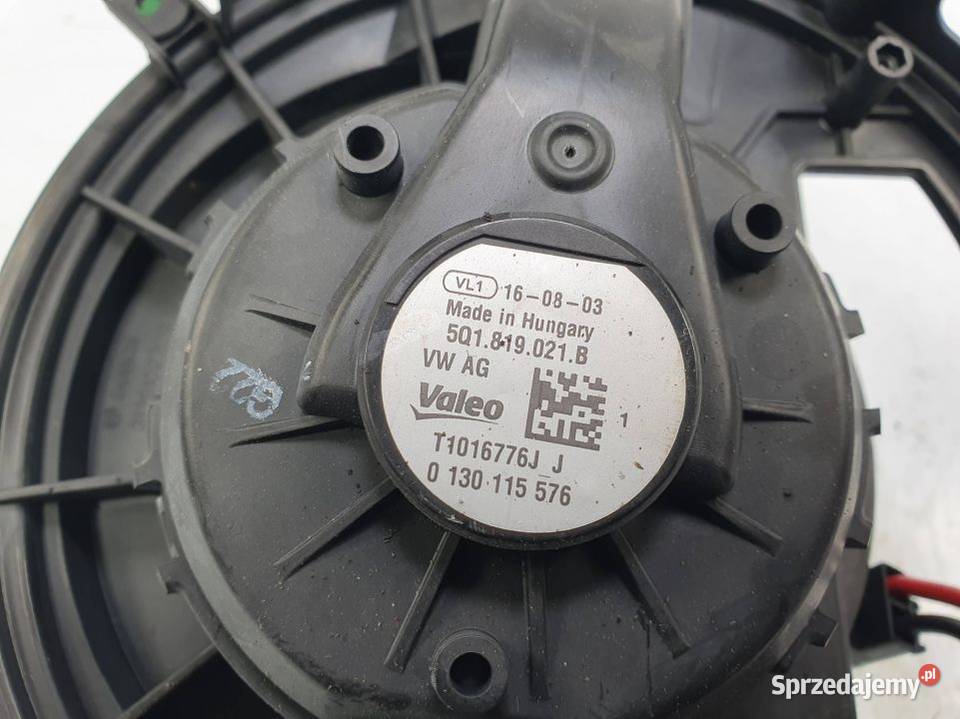 VL1 16-08-03
Made in Hungary
5Q1.819.021.B
VW AG
Valeo
1
T1016776J_J
0 130 115 576
Sprzedajemy.pl